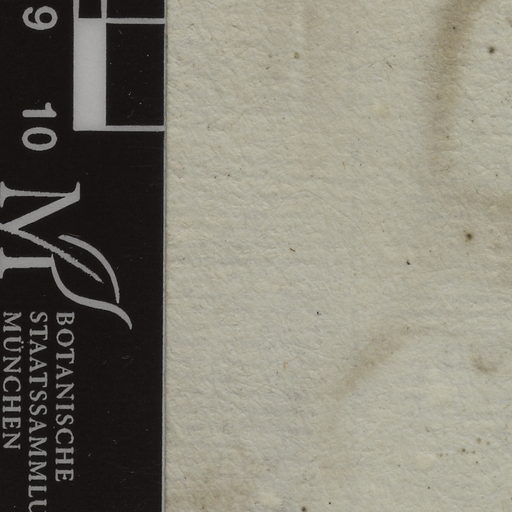 9
10
BOTANISCHE
STAATSSAMMLU
MÜNCHEN